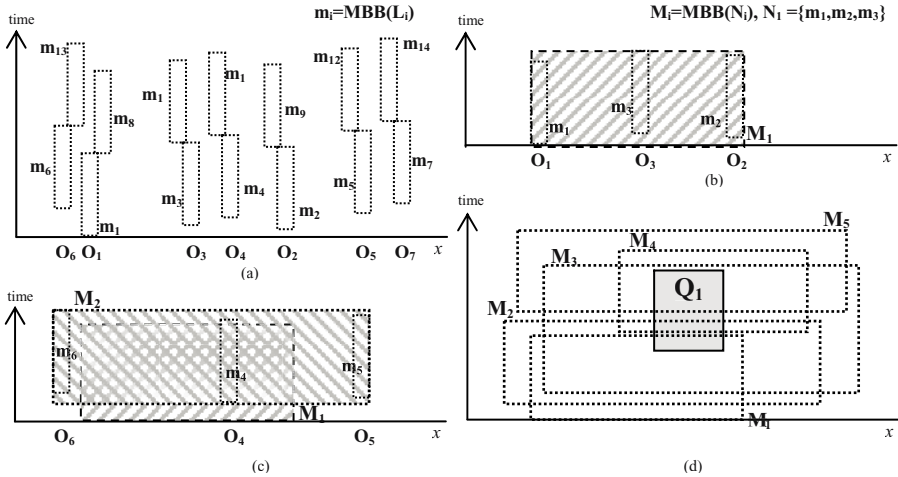 mᵢ=MBB(Lᵢ)
time
m₁₃
m₈
m₆
m₁
m₁
m₁
m₃
m₄
m₉
m₂
m₁₂
m₁₄
m₅
m₇
O₆ O₁ O₃ O₄ O₂ O₅ O₇ x
(a)
Mᵢ=MBB(Nᵢ), N₁ ={m₁,m₂,m₃}
time
m₁
m₃
m₂
M₁
O₁ O₃ O₂ x
(b)
time
M₂
m₆
m₄
m₅
M₁
O₆ O₄ O₅ x
(c)
time
M₅
M₄
M₃
Q₁
M₂
M₁
x
(d)